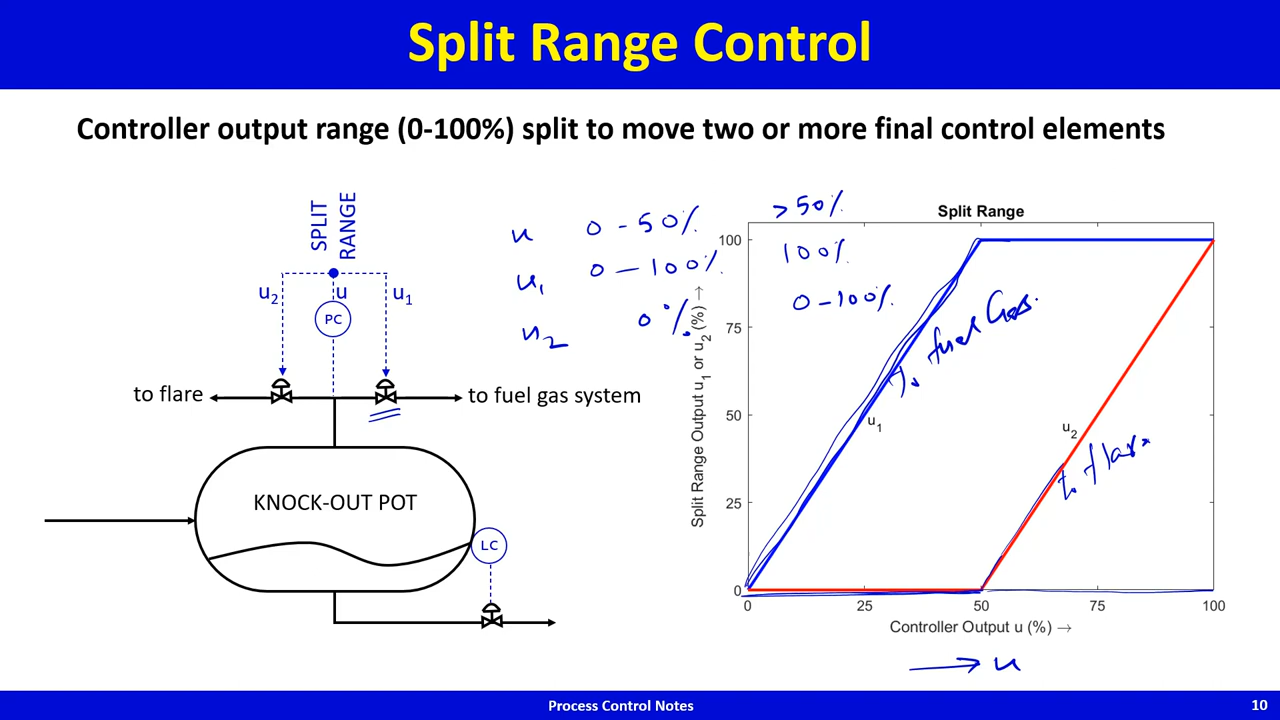 Split Range Control
Controller output range (0-100%) split to move two or more final control elements
SPLIT
RANGE
u2
u
u1
PC
to flare
to fuel gas system
KNOCK-OUT POT
LC
u 0-50% >50%
u1 0-100% 100%
u2 0% 0-100%
Split Range
Split Range Output u1 or u2 (%) →
100
75
50
25
0
u1
To fuel Gas.
u2
to flare
0 25 50 75 100
Controller Output u (%) →
→ u
Process Control Notes
10